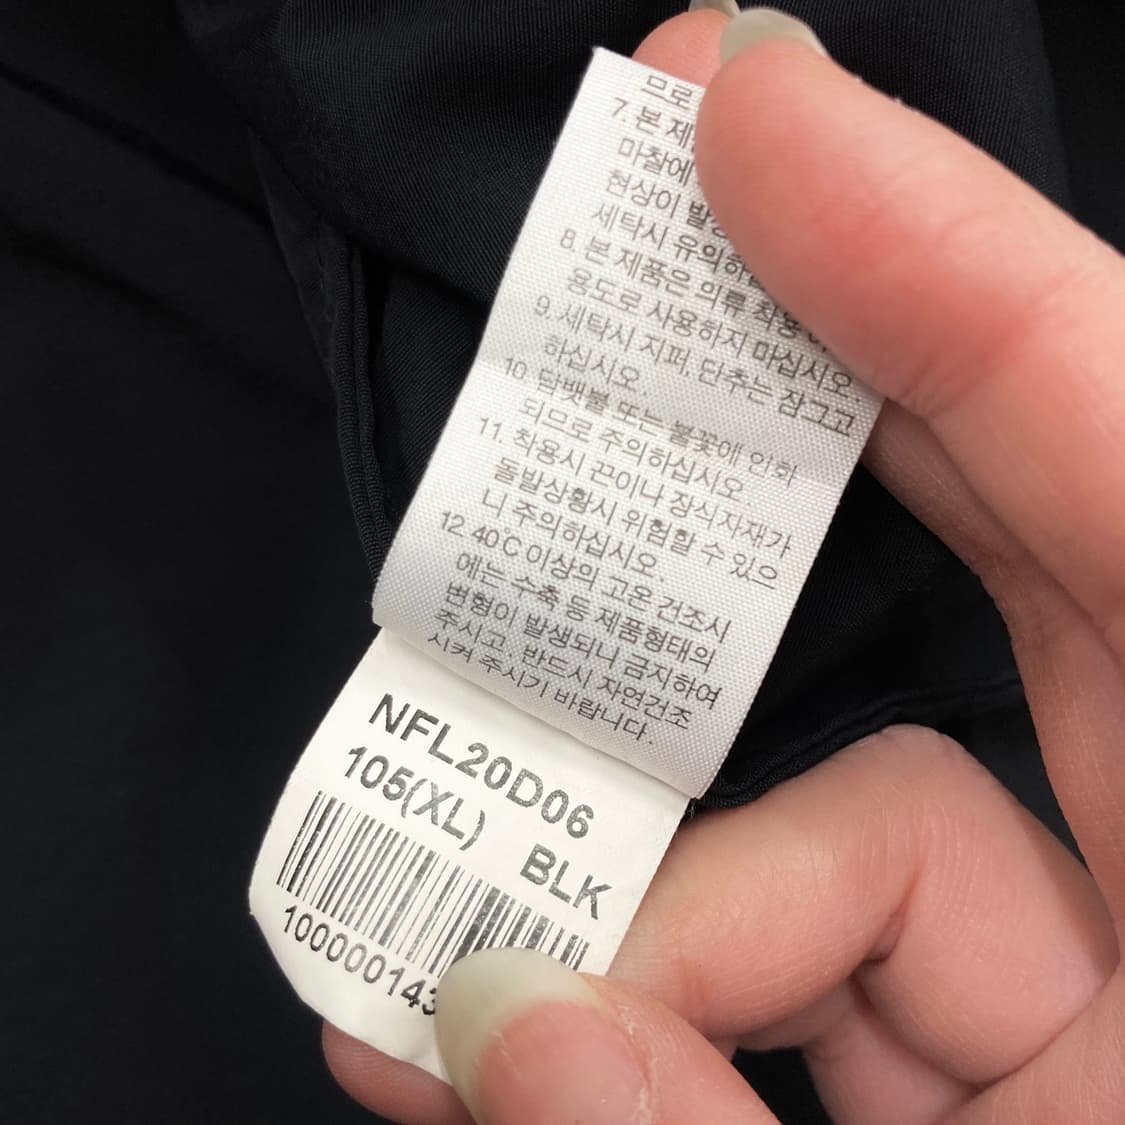 므로
7. 본 제
마찰에
현상이 발생
세탁시 유의하
8. 본 제품은 의류 착용
용도로 사용하지 마십시오.
9. 세탁시 지퍼, 단추는 잠그고
하십시오.
10. 담뱃불 또는 불꽃에 인화
되므로 주의하십시오.
11. 착용시 끈이나 장식자재가
돌발상황시 위험할 수 있으
니 주의하십시오.
12. 40℃ 이상의 고온 건조시
에는 수축 등 제품형태의
변형이 발생되니 금지하여
주시고, 반드시 자연건조
시켜 주시기 바랍니다.
NFL20D06
105(XL) BLK
10000143